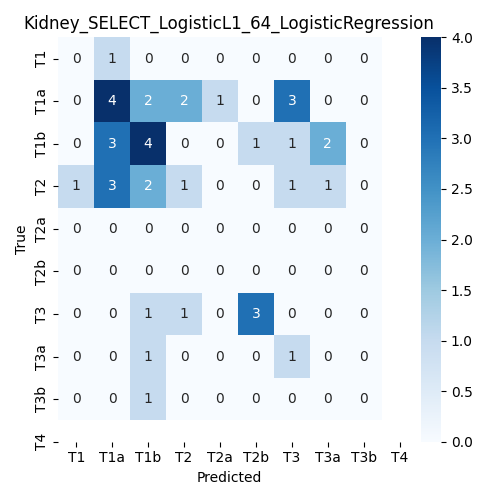 Kidney_SELECT_LogisticL1_64_LogisticRegression
T1 0 1 0 0 0 0 0 0 0
T1a 0 4 2 2 1 0 3 0 0
T1b 0 3 4 0 0 1 1 2 0
T2 1 3 2 1 0 0 1 1 0
T2a 0 0 0 0 0 0 0 0 0
T2b 0 0 0 0 0 0 0 0 0
T3 0 0 1 1 0 3 0 0 0
T3a 0 0 1 0 0 0 1 0 0
T3b 0 0 1 0 0 0 0 0 0
T4
T1 T1a T1b T2 T2a T2b T3 T3a T3b T4
Predicted
True
4.0
3.5
3.0
2.5
2.0
1.5
1.0
0.5
0.0